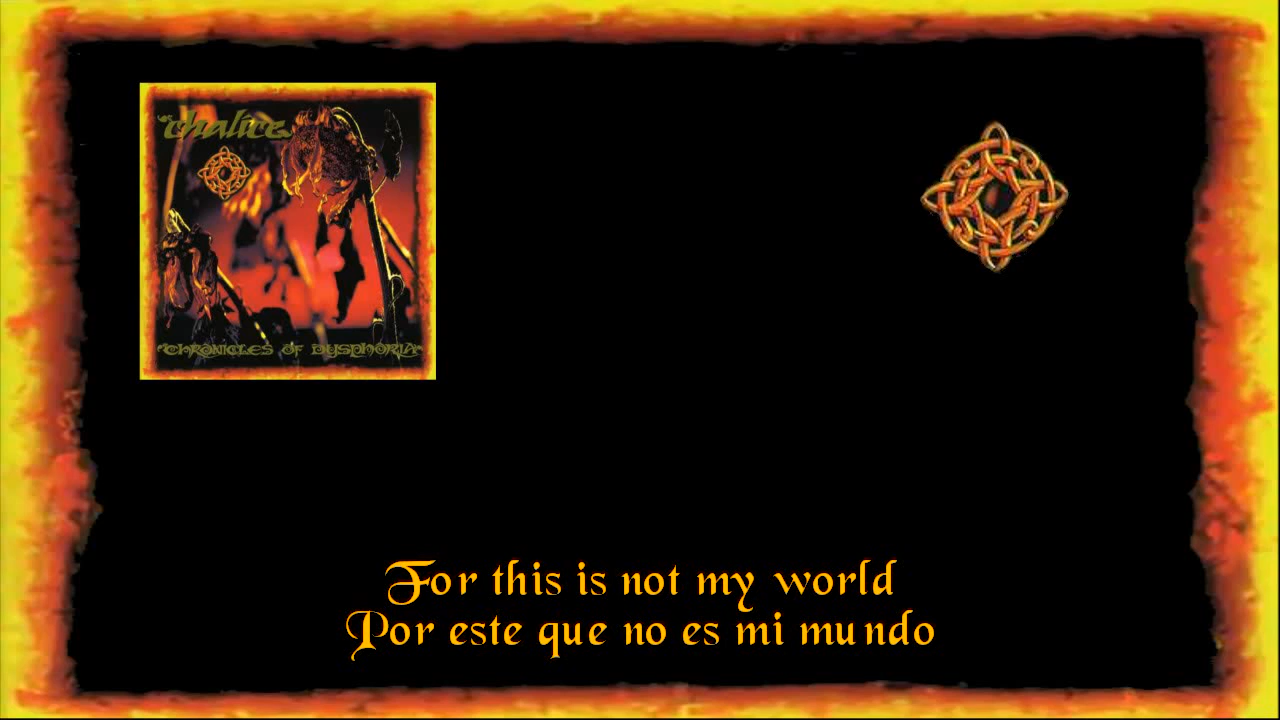 Chalice
Chronicles of Dysphoria
For this is not my world
Por este que no es mi mundo